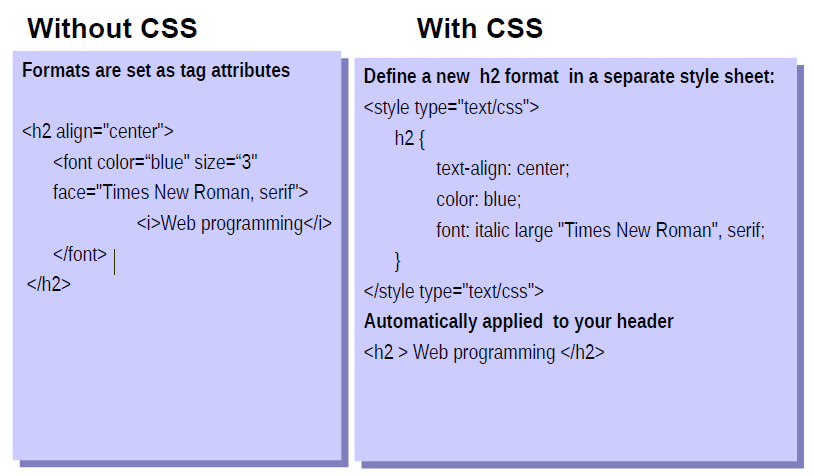 Without CSS
Formats are set as tag attributes
<h2 align="center">
<font color=“blue" size=“3"
face="Times New Roman, serif">
<i>Web programming</i>
</font>
</h2>
With CSS
Define a new h2 format in a separate style sheet:
<style type="text/css">
h2 {
text-align: center;
color: blue;
font: italic large "Times New Roman", serif;
}
</style type="text/css">
Automatically applied to your header
<h2 > Web programming </h2>